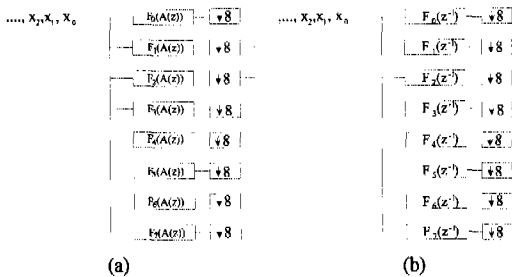 ...., X₂,X₁, X₀
F₀(A(z)) ↓8
F₁(A(z)) ↓8
F₂(A(z)) ↓8
F₃(A(z)) ↓8
F₄(A(z)) ↓8
F₅(A(z)) ↓8
F₆(A(z)) ↓8
F₇(A(z)) ↓8
(a)
...., X₂,X₁, X₀
F₀(z⁻¹) ↓8
F₁(z⁻¹) ↓8
F₂(z⁻¹) ↓8
F₃(z⁻¹) ↓8
F₄(z⁻¹) ↓8
F₅(z⁻¹) ↓8
F₆(z⁻¹) ↓8
F₇(z⁻¹) ↓8
(b)